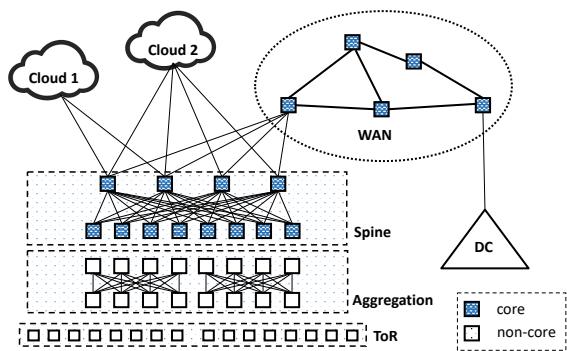 Cloud 1
Cloud 2
WAN
Spine
DC
Aggregation
core
non-core
ToR